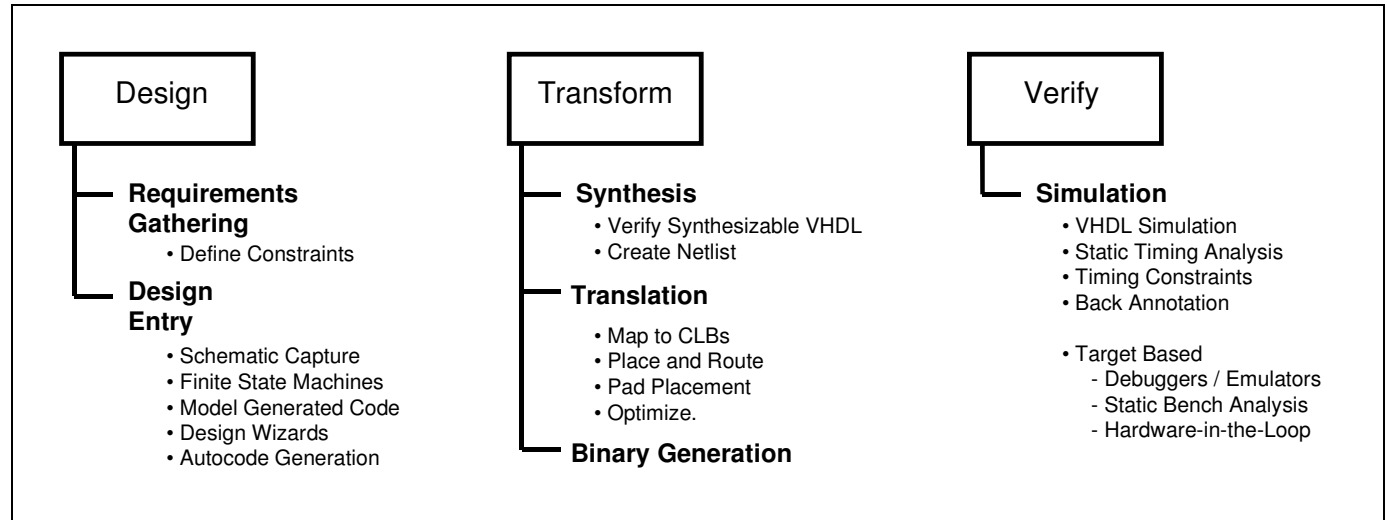 Design
Requirements
Gathering
• Define Constraints
Design
Entry
• Schematic Capture
• Finite State Machines
• Model Generated Code
• Design Wizards
• Autocode Generation
Transform
Synthesis
• Verify Synthesizable VHDL
• Create Netlist
Translation
• Map to CLBs
• Place and Route
• Pad Placement
• Optimize.
Binary Generation
Verify
Simulation
• VHDL Simulation
• Static Timing Analysis
• Timing Constraints
• Back Annotation
• Target Based
- Debuggers / Emulators
- Static Bench Analysis
- Hardware-in-the-Loop